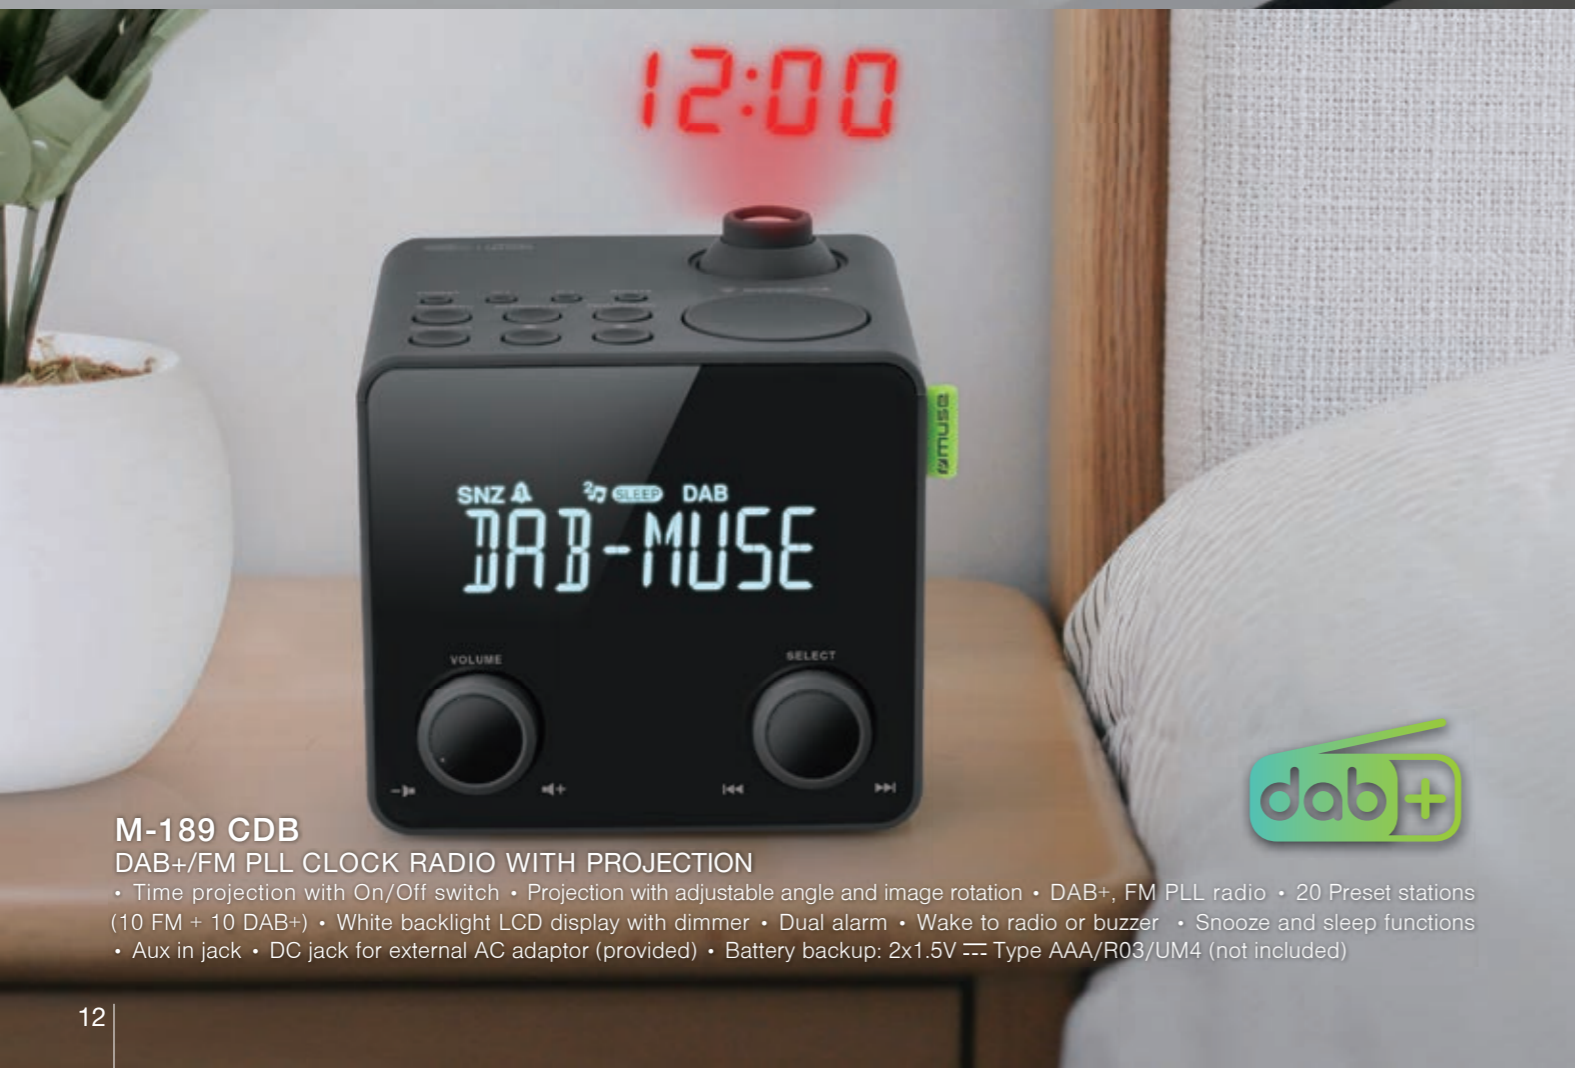 12:00
muse
SNZ 1 2 SLEEP DAB
DAB-MUSE
VOLUME
SELECT
dab+
M-189 CDB
DAB+/FM PLL CLOCK RADIO WITH PROJECTION
• Time projection with On/Off switch • Projection with adjustable angle and image rotation • DAB+, FM PLL radio • 20 Preset stations
(10 FM + 10 DAB+) • White backlight LCD display with dimmer • Dual alarm • Wake to radio or buzzer • Snooze and sleep functions
• Aux in jack • DC jack for external AC adaptor (provided) • Battery backup: 2x1.5V ⎓ Type AAA/R03/UM4 (not included)
12